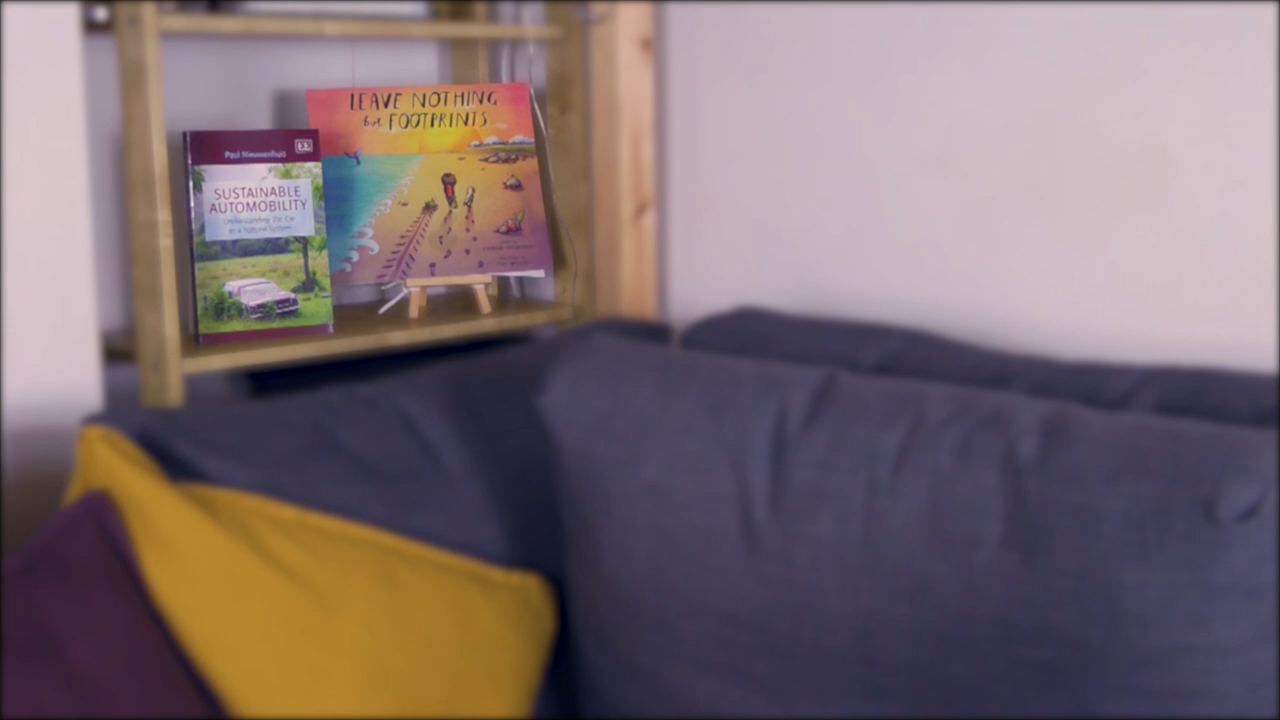 Paul Nieuwenhuis
SUSTAINABLE
AUTOMOBILITY
Understanding the Car
as a Natural System
LEAVE NOTHING
but FOOTPRINTS